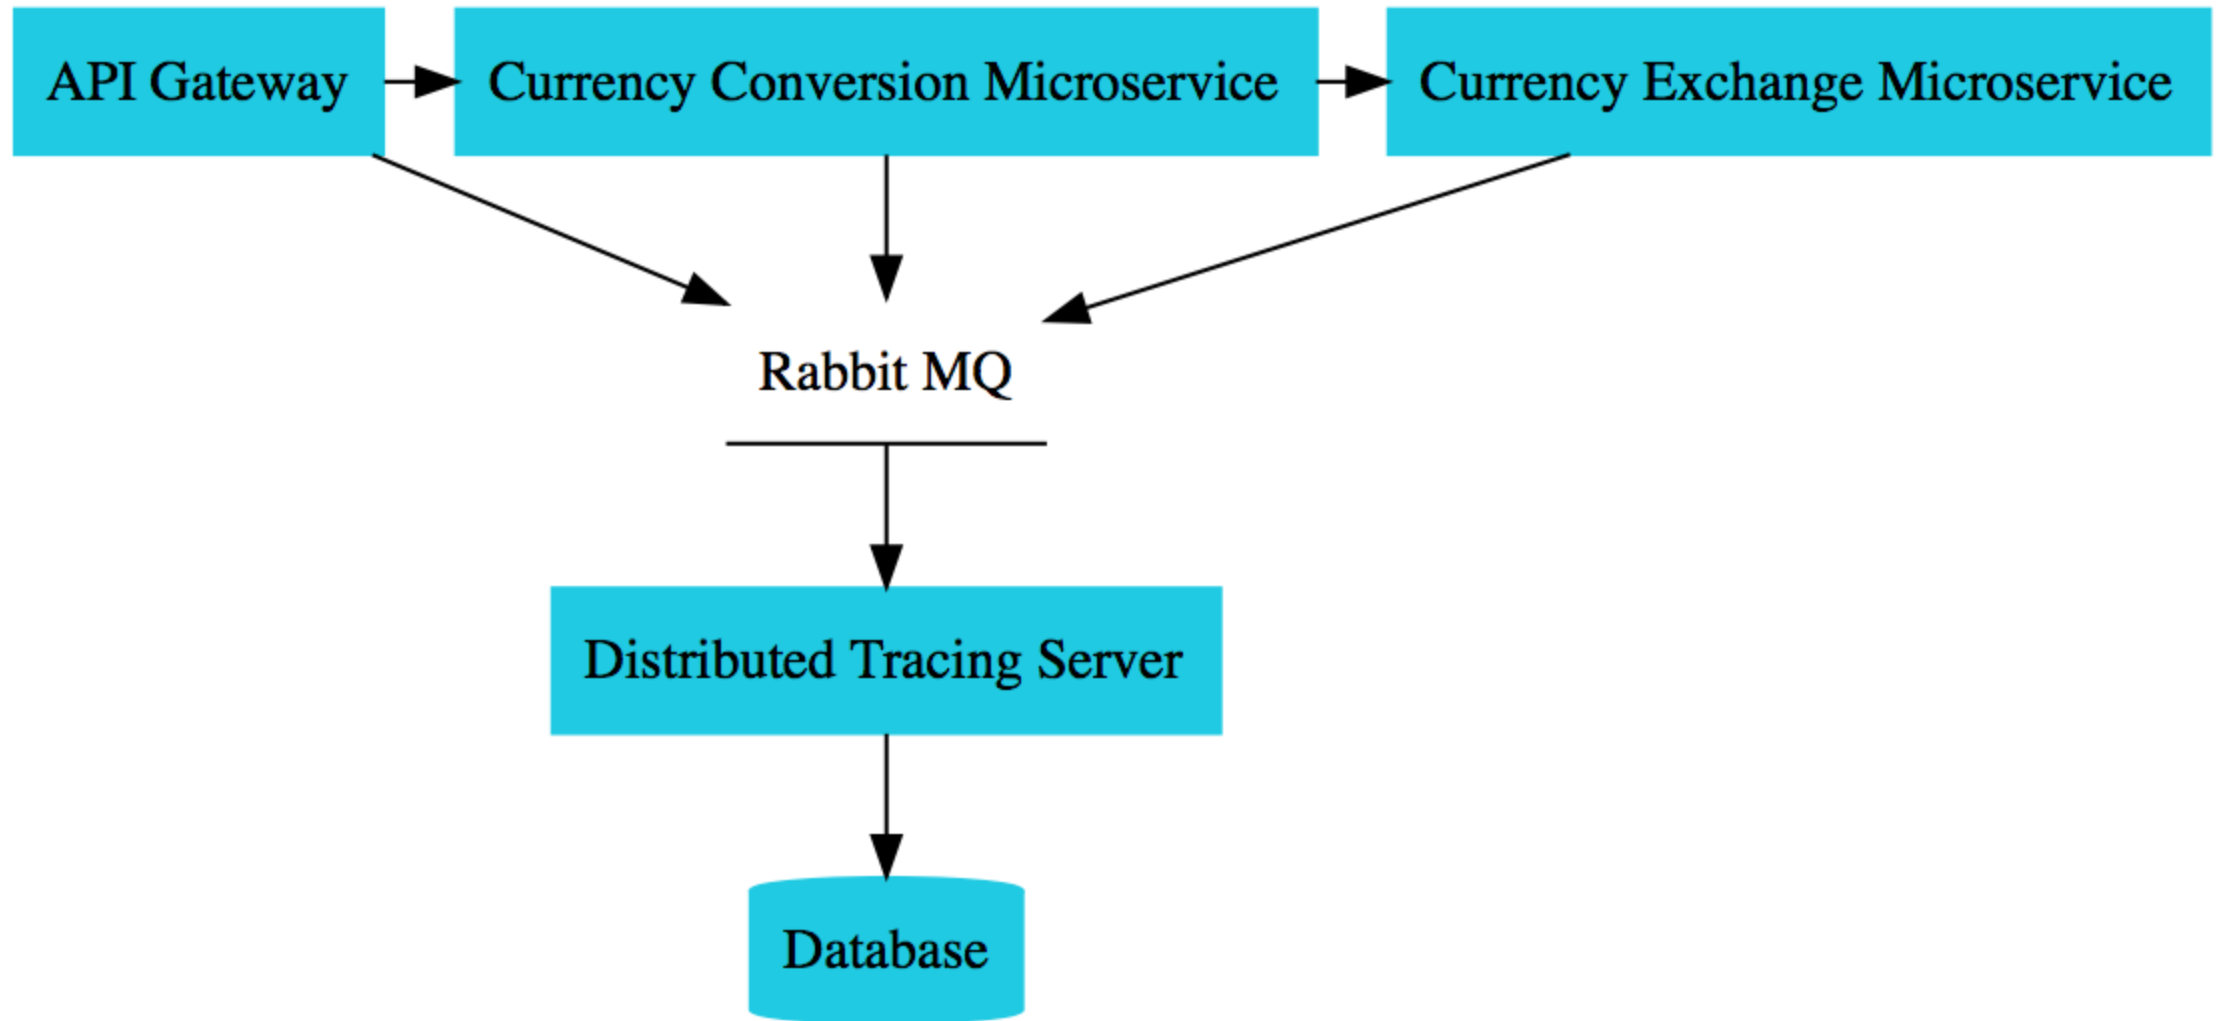 API Gateway
Currency Conversion Microservice
Currency Exchange Microservice
Rabbit MQ
Distributed Tracing Server
Database